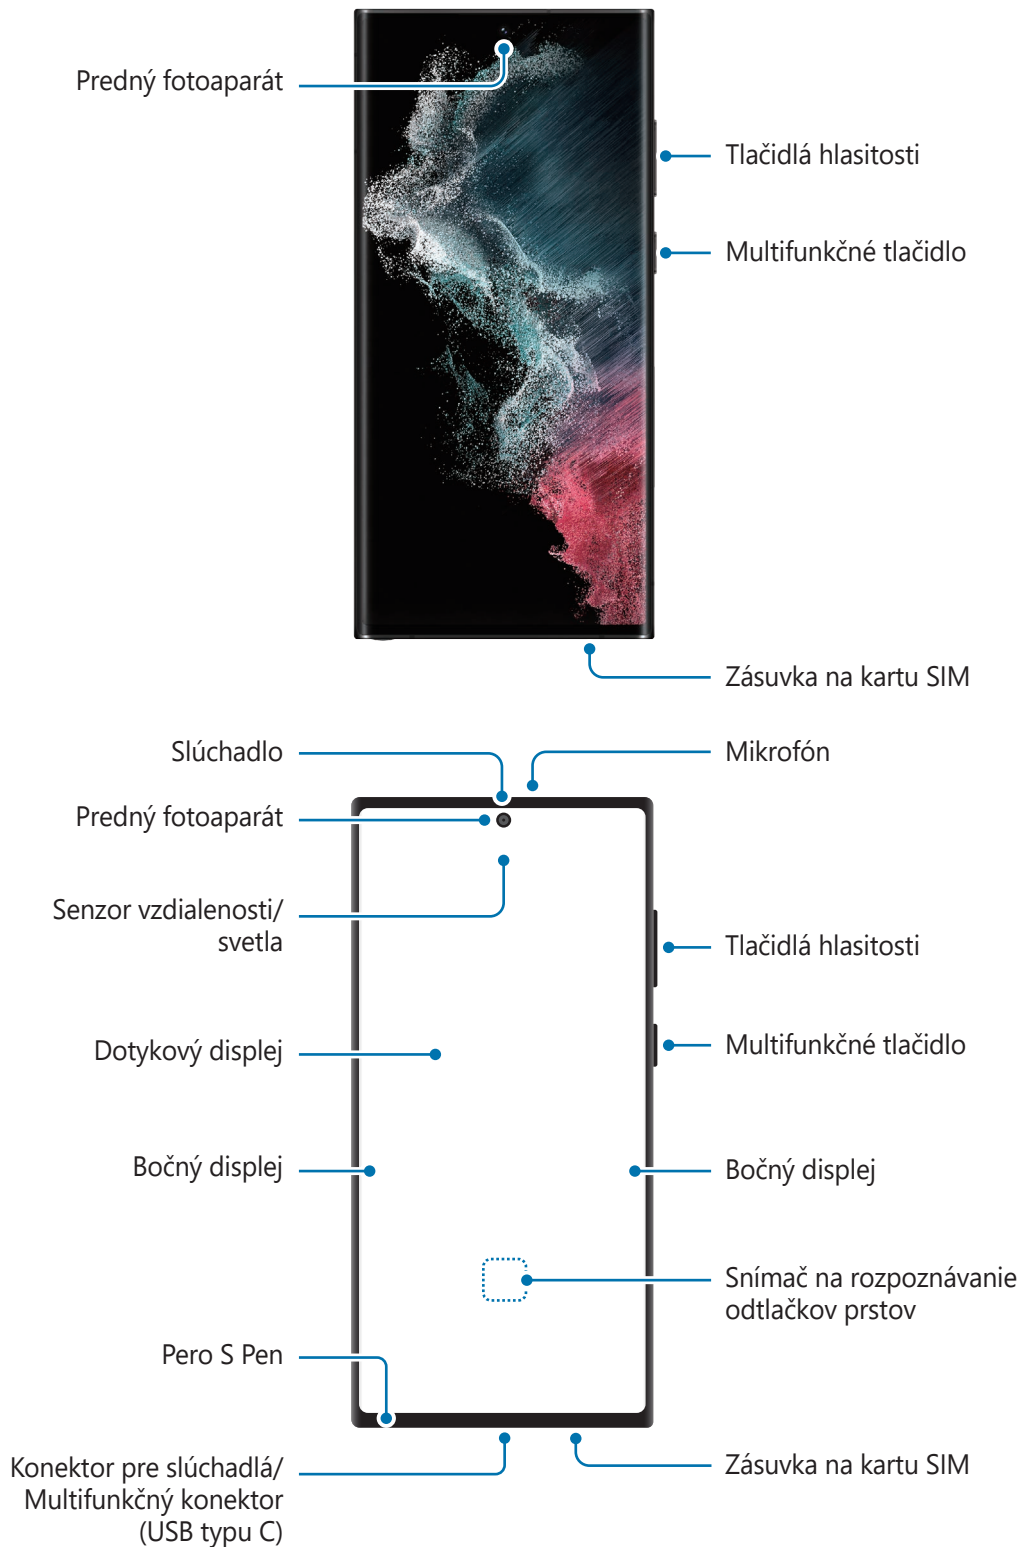 Predný fotoaparát
Tlačidlá hlasitosti
Multifunkčné tlačidlo
Zásuvka na kartu SIM
Slúchadlo
Mikrofón
Predný fotoaparát
Senzor vzdialenosti/
svetla
Tlačidlá hlasitosti
Dotykový displej
Multifunkčné tlačidlo
Bočný displej
Bočný displej
Snímač na rozpoznávanie
odtlačkov prstov
Pero S Pen
Konektor pre slúchadlá/
Multifunkčný konektor
(USB typu C)
Zásuvka na kartu SIM